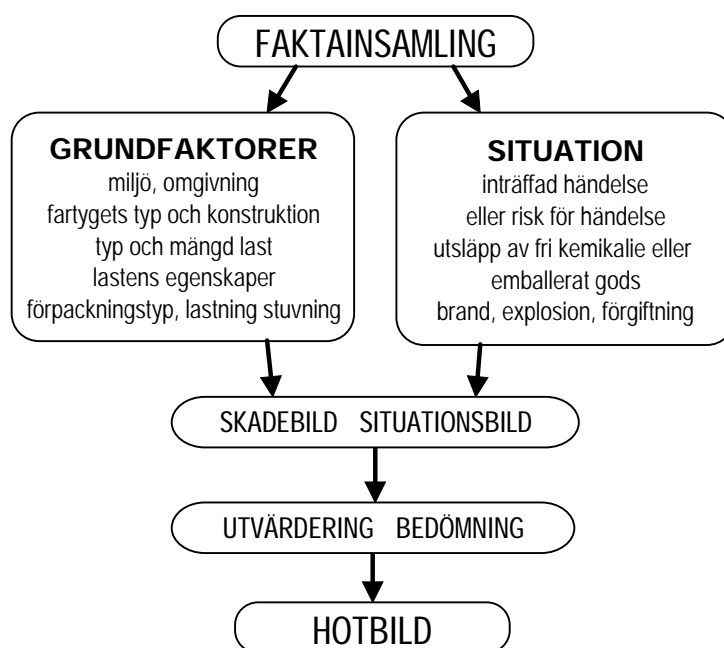 FAKTAINSAMLING
GRUNDFAKTORER
miljö, omgivning
fartygets typ och konstruktion
typ och mängd last
lastens egenskaper
förpackningstyp, lastning stuvning
SITUATION
inträffad händelse
eller risk för händelse
utsläpp av fri kemikalie eller
emballerat gods
brand, explosion, förgiftning
SKADEBILD SITUATIONSBILD
UTVÄRDERING BEDÖMNING
HOTBILD